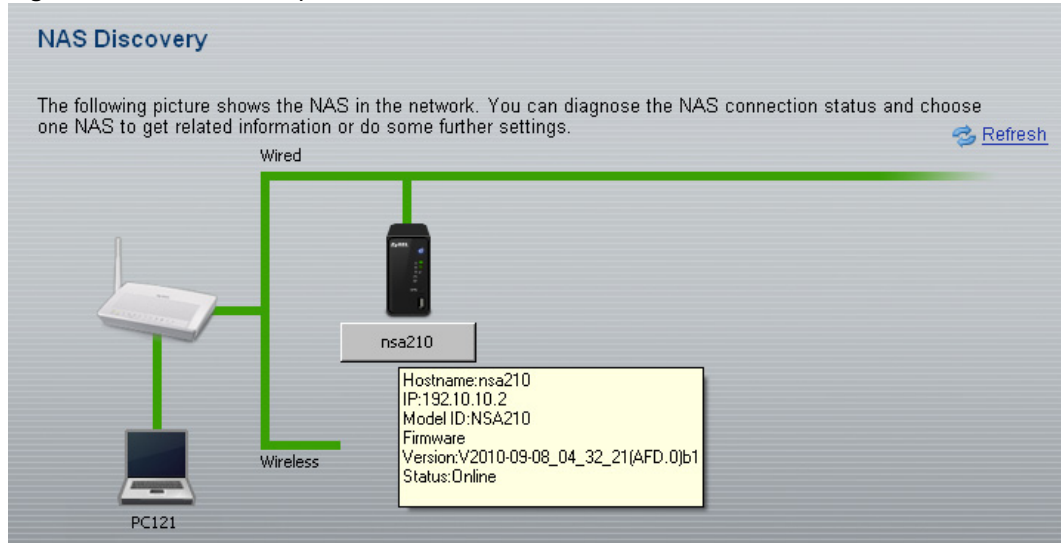 NAS Discovery
The following picture shows the NAS in the network. You can diagnose the NAS connection status and choose
one NAS to get related information or do some further settings.
Refresh
Wired
nsa210
Hostname:nsa210
IP:192.10.10.2
Model ID:NSA210
Firmware
Version:V2010-09-08_04_32_21(AFD.0)b1
Status:Online
Wireless
PC121